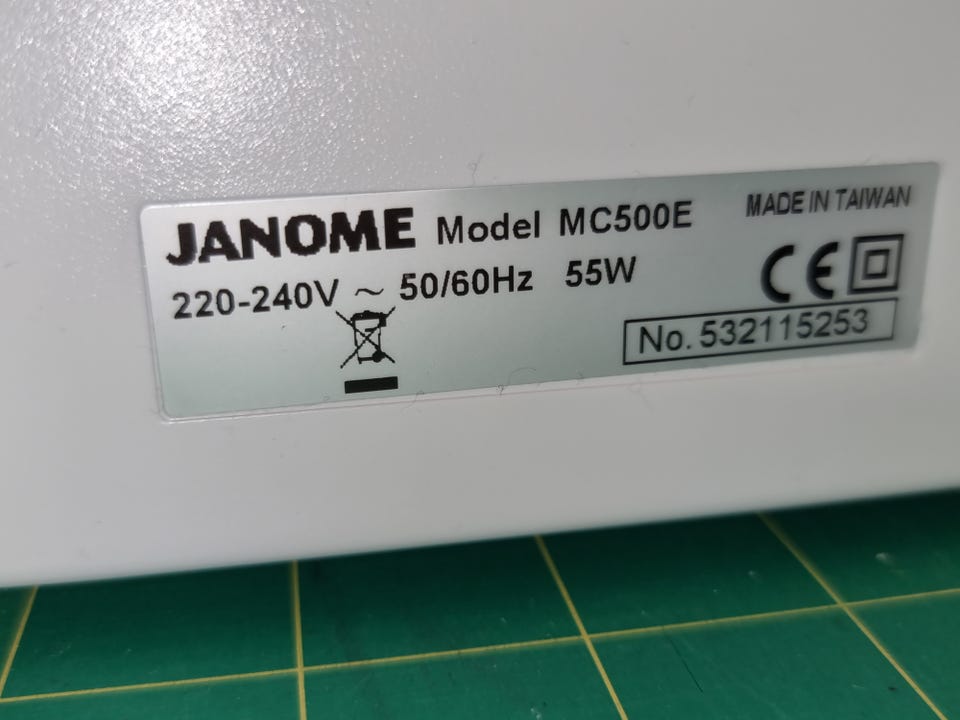 JANOME Model MC500E MADE IN TAIWAN
220-240V ~ 50/60Hz 55W CE
No. 532115253